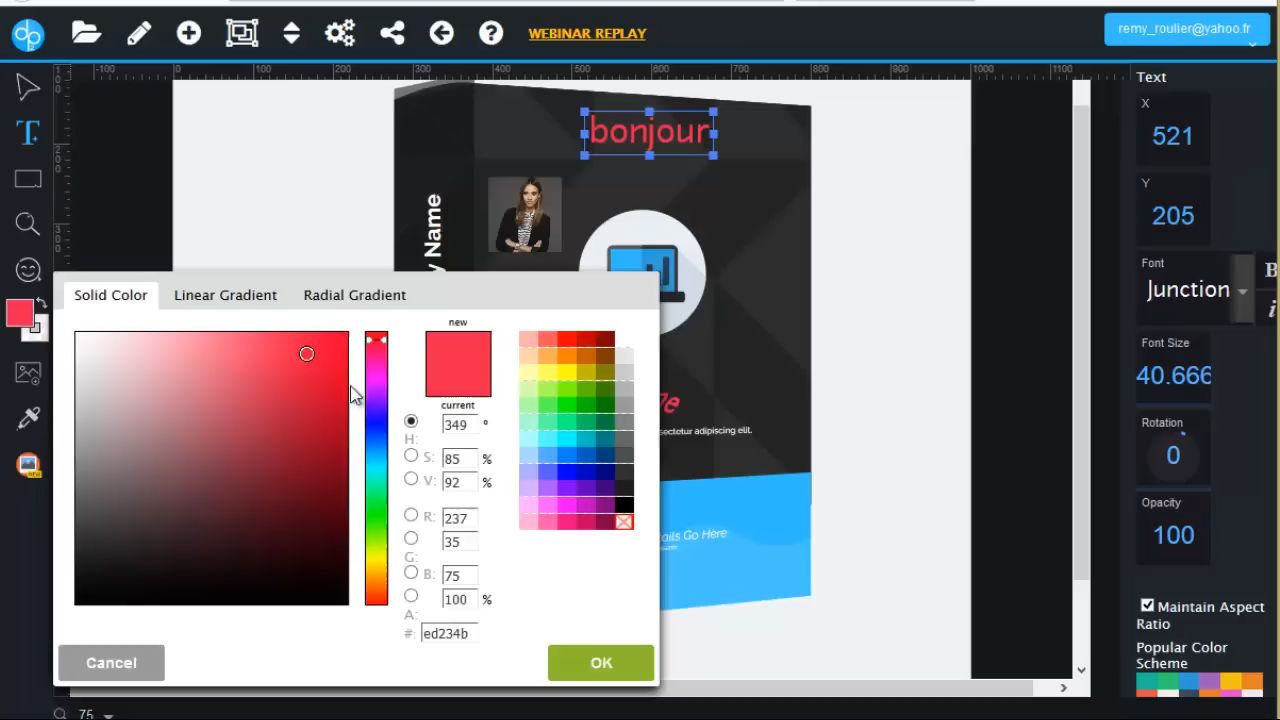 dp
WEBINAR REPLAY
remy_roulier@yahoo.fr
-100 0 100 200 300 400 500 600 700 800 900 1000 1100
Text
X
521
Y
205
Font
Junction
B
i
Font Size
40.666
Rotation
0
Opacity
100
Maintain Aspect
Ratio
Popular Color
Scheme
bonjour
y Name
sectetur adipiscing elit.
ails Go Here
Solid Color
Linear Gradient
Radial Gradient
new
current
H: 349 °
S: 85 %
V: 92 %
R: 237
G: 35
B: 75
A: 100 %
#: ed234b
Cancel
OK
75